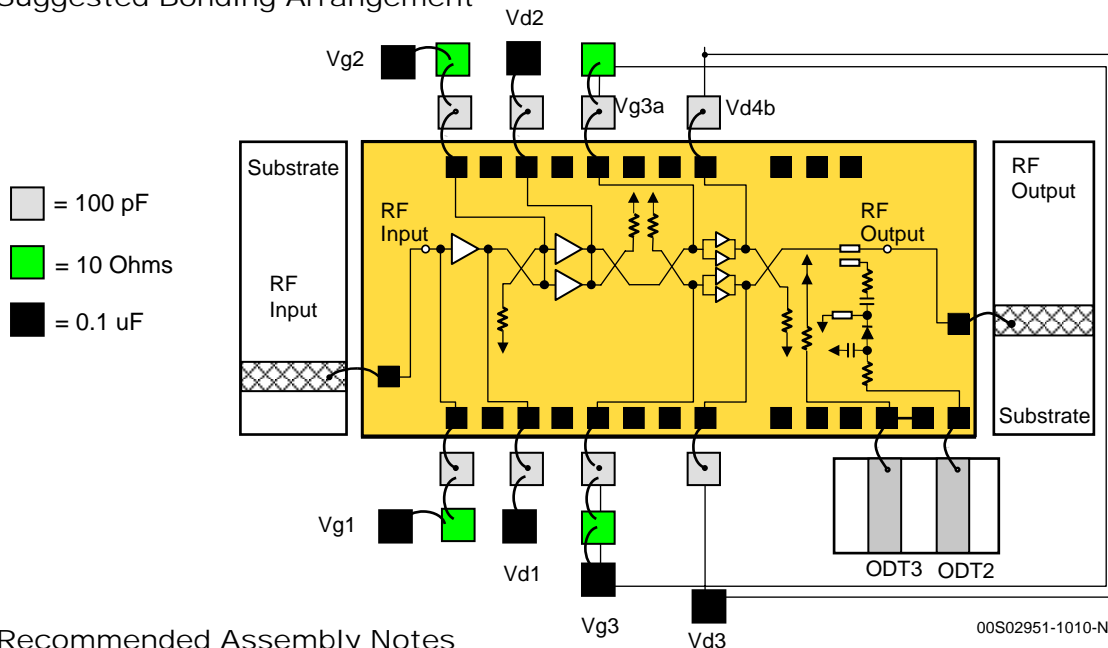 Suggested Bonding Arrangement
Vd2
Vg2
Vg3a
Vd4b
Substrate
RF
Output
= 100 pF
= 10 Ohms
= 0.1 uF
RF
Input
RF
Output
RF
Input
Substrate
Vg1
Vd1
ODT3
ODT2
Vg3
Vd3
00S02951-1010-N
Recommended Assembly Notes